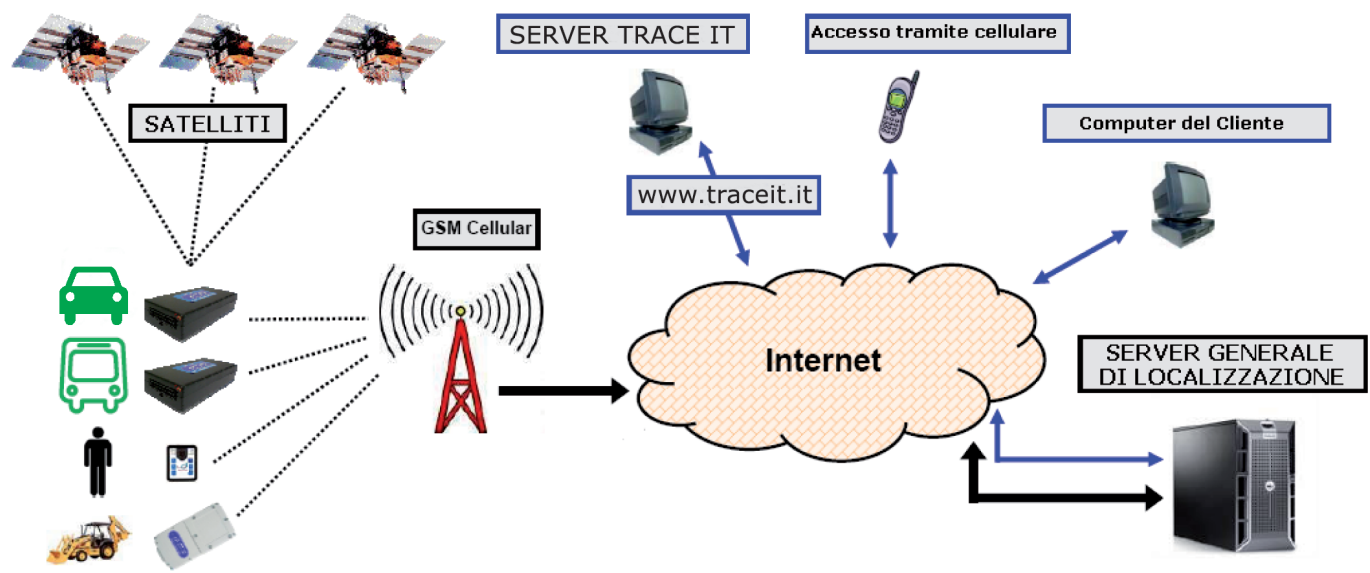 SERVER TRACE IT
Accesso tramite cellulare
SATELLITI
Computer del Cliente
www.traceit.it
GSM Cellular
Internet
SERVER GENERALE
DI LOCALIZZAZIONE